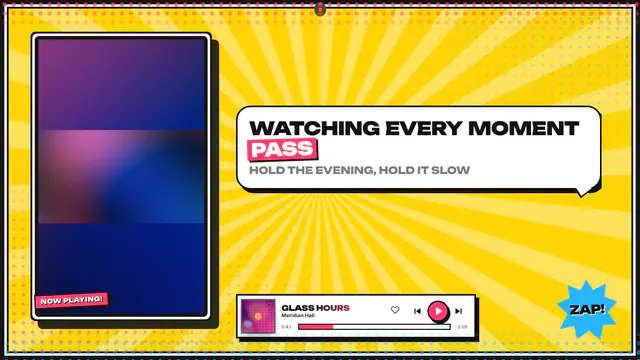 WATCHING EVERY MOMENT
PASS
HOLD THE EVENING, HOLD IT SLOW
NOW PLAYING!
GLASS HOURS
Meridian Hall
0:43
-2:28
ZAP!